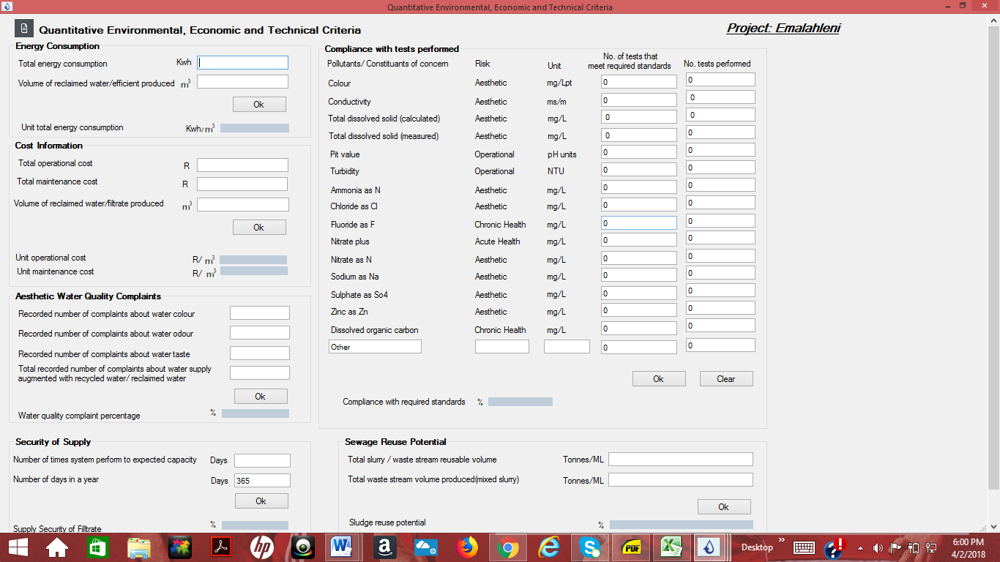 Quantitative Environmental, Economic and Technical Criteria
Quantitative Environmental, Economic and Technical Criteria
Project: Emalahleni
Energy Consumption
Total energy consumption Kwh
Volume of reclaimed water/efficient produced m³
Ok
Unit total energy consumption Kwh/m³
Cost Information
Total operational cost R
Total maintenance cost R
Volume of reclaimed water/filtrate produced m³
Ok
Unit operational cost R/ m³
Unit maintenance cost R/ m³
Aesthetic Water Quality Complaints
Recorded number of complaints about water colour
Recorded number of complaints about water odour
Recorded number of complaints about water taste
Total recorded number of complaints about water supply
augmented with recycled water/ reclaimed water
Ok
Water quality complaint percentage %
Compliance with tests performed
Pollutants/ Constituants of concern Risk Unit No. of tests that
meet required standards No. tests performed
Colour Aesthetic mg/Lpt 0 0
Conductivity Aesthetic ms/m 0 0
Total dissolved solid (calculated) Aesthetic mg/L 0 0
Total dissolved solid (measured) Aesthetic mg/L 0 0
Pit value Operational pH units 0 0
Turbidity Operational NTU 0 0
Ammonia as N Aesthetic mg/L 0 0
Chloride as Cl Aesthetic mg/L 0 0
Fluoride as F Chronic Health mg/L 0 0
Nitrate plus Acute Health mg/L 0 0
Nitrate as N Aesthetic mg/L 0 0
Sodium as Na Aesthetic mg/L 0 0
Sulphate as So4 Aesthetic mg/L 0 0
Zinc as Zn Aesthetic mg/L 0 0
Dissolved organic carbon Chronic Health mg/L 0 0
Other 0 0
Ok Clear
Compliance with required standards %
Security of Supply
Number of times system perform to expected capacity Days
Number of days in a year Days 365
Ok
Supply Security of Filltrate %
Sewage Reuse Potential
Total slurry / waste stream reusable volume Tonnes/ML
Total waste stream volume produced(mixed slurry) Tonnes/ML
Ok
Sludge reuse potential %
Desktop
6:00 PM
4/2/2018